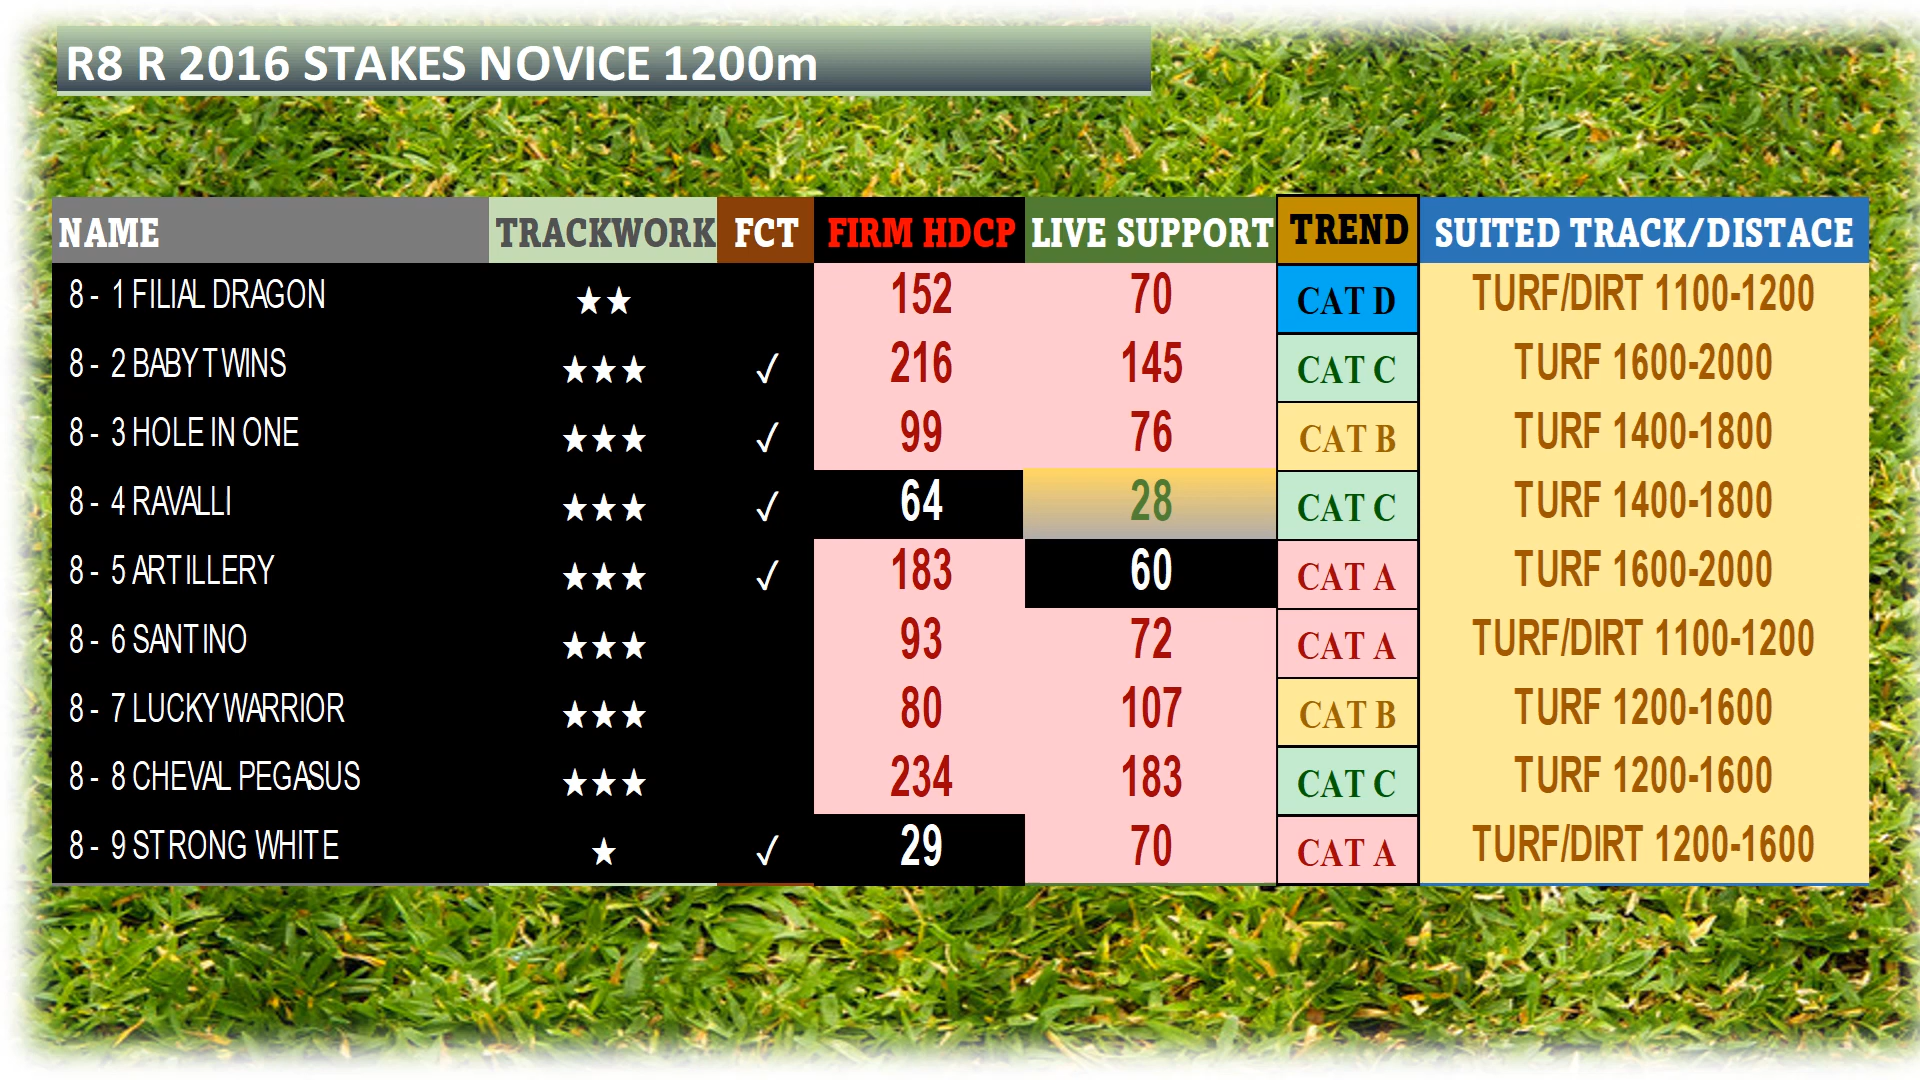 R8 R 2016 STAKES NOVICE 1200m
NAME TRACKWORK FCT FIRM HDCP LIVE SUPPORT TREND SUITED TRACK/DISTACE
8 - 1 FILIAL DRAGON ★★ 152 70 CAT D TURF/DIRT 1100-1200
8 - 2 BABY TWINS ★★★ ✓ 216 145 CAT C TURF 1600-2000
8 - 3 HOLE IN ONE ★★★ ✓ 99 76 CAT B TURF 1400-1800
8 - 4 RAVALLI ★★★ ✓ 64 28 CAT C TURF 1400-1800
8 - 5 ARTILLERY ★★★ ✓ 183 60 CAT A TURF 1600-2000
8 - 6 SANTINO ★★★ 93 72 CAT A TURF/DIRT 1100-1200
8 - 7 LUCKY WARRIOR ★★★ 80 107 CAT B TURF 1200-1600
8 - 8 CHEVAL PEGASUS ★★★ 234 183 CAT C TURF 1200-1600
8 - 9 STRONG WHITE ★ ✓ 29 70 CAT A TURF/DIRT 1200-1600